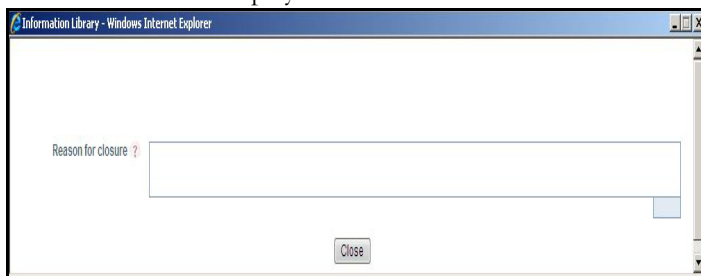 Information Library - Windows Internet Explorer
Reason for closure ?
Close